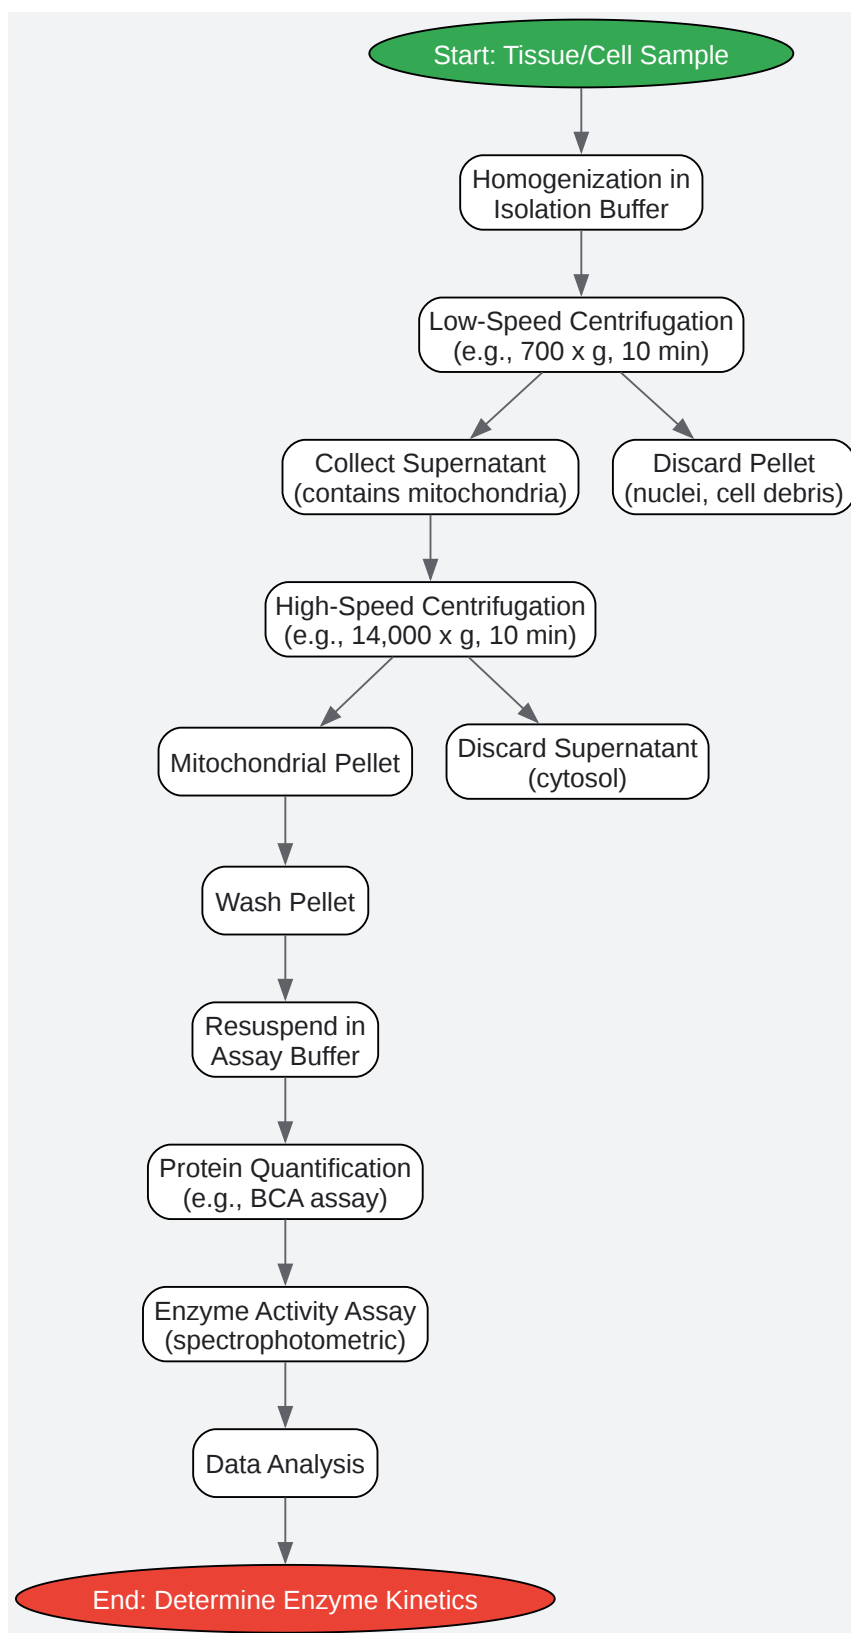 Start: Tissue/Cell Sample
Homogenization in
Isolation Buffer
Low-Speed Centrifugation
(e.g., 700 x g, 10 min)
Collect Supernatant
(contains mitochondria)
Discard Pellet
(nuclei, cell debris)
High-Speed Centrifugation
(e.g., 14,000 x g, 10 min)
Mitochondrial Pellet
Discard Supernatant
(cytosol)
Wash Pellet
Resuspend in
Assay Buffer
Protein Quantification
(e.g., BCA assay)
Enzyme Activity Assay
(spectrophotometric)
Data Analysis
End: Determine Enzyme Kinetics